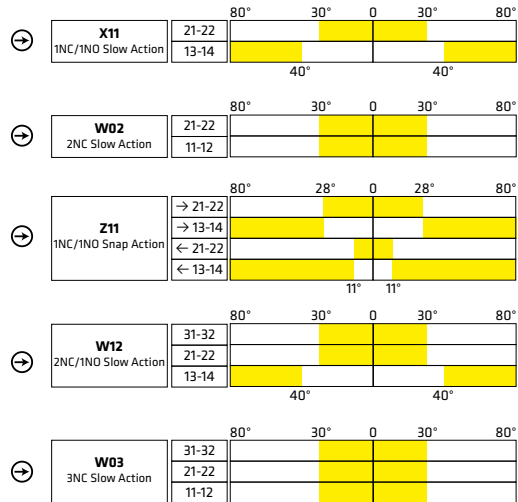 80° 30° 0 30° 80°
X11
1NC/1NO Slow Action
21-22
13-14
40° 40°
80° 30° 0 30° 80°
W02
2NC Slow Action
21-22
11-12
80° 28° 0 28° 80°
Z11
1NC/1NO Snap Action
→ 21-22
→ 13-14
← 21-22
← 13-14
11° 11°
80° 30° 0 30° 80°
W12
2NC/1NO Slow Action
31-32
21-22
13-14
40° 40°
80° 30° 0 30° 80°
W03
3NC Slow Action
31-32
21-22
11-12